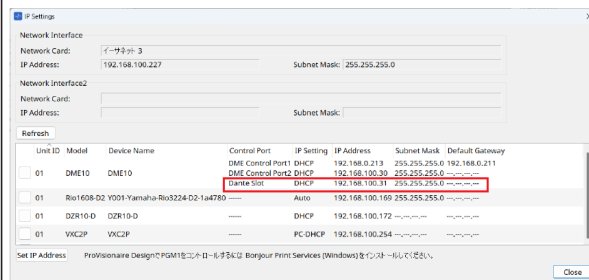 IP Settings
Network Interface
Network Card: イーサネット 3
IP Address: 192.168.100.227 Subnet Mask: 255.255.255.0
Network Interface2
Network Card:
IP Address: Subnet Mask:
Refresh
Unit ID Model Device Name Control Port IP Setting IP Address Subnet Mask Default Gateway
DME Control Port1 DHCP 192.168.0.213 255.255.255.0 192.168.0.211
01 DME10 DME10 DME Control Port2 DHCP 192.168.100.30 255.255.255.0 ---.---.---.---
Dante Slot DHCP 192.168.100.31 255.255.255.0 ---.---.---.---
01 Rio1608-D2 Y001-Yamaha-Rio3224-D2-1a4780 ------ Auto 192.168.100.169 255.255.255.0 ---.---.---.---
01 DZR10-D DZR10-D ------ DHCP 192.168.100.172 ---.---.---.--- ---.---.---.---
01 VXC2P VXC2P ------ PC-DHCP 192.168.100.254 ---.---.---.--- ---.---.---.---
Set IP Address ProVisionaire DesignでPGM1をコントロールするには Bonjour Print Services (Windows)をインストールしてください。
Close